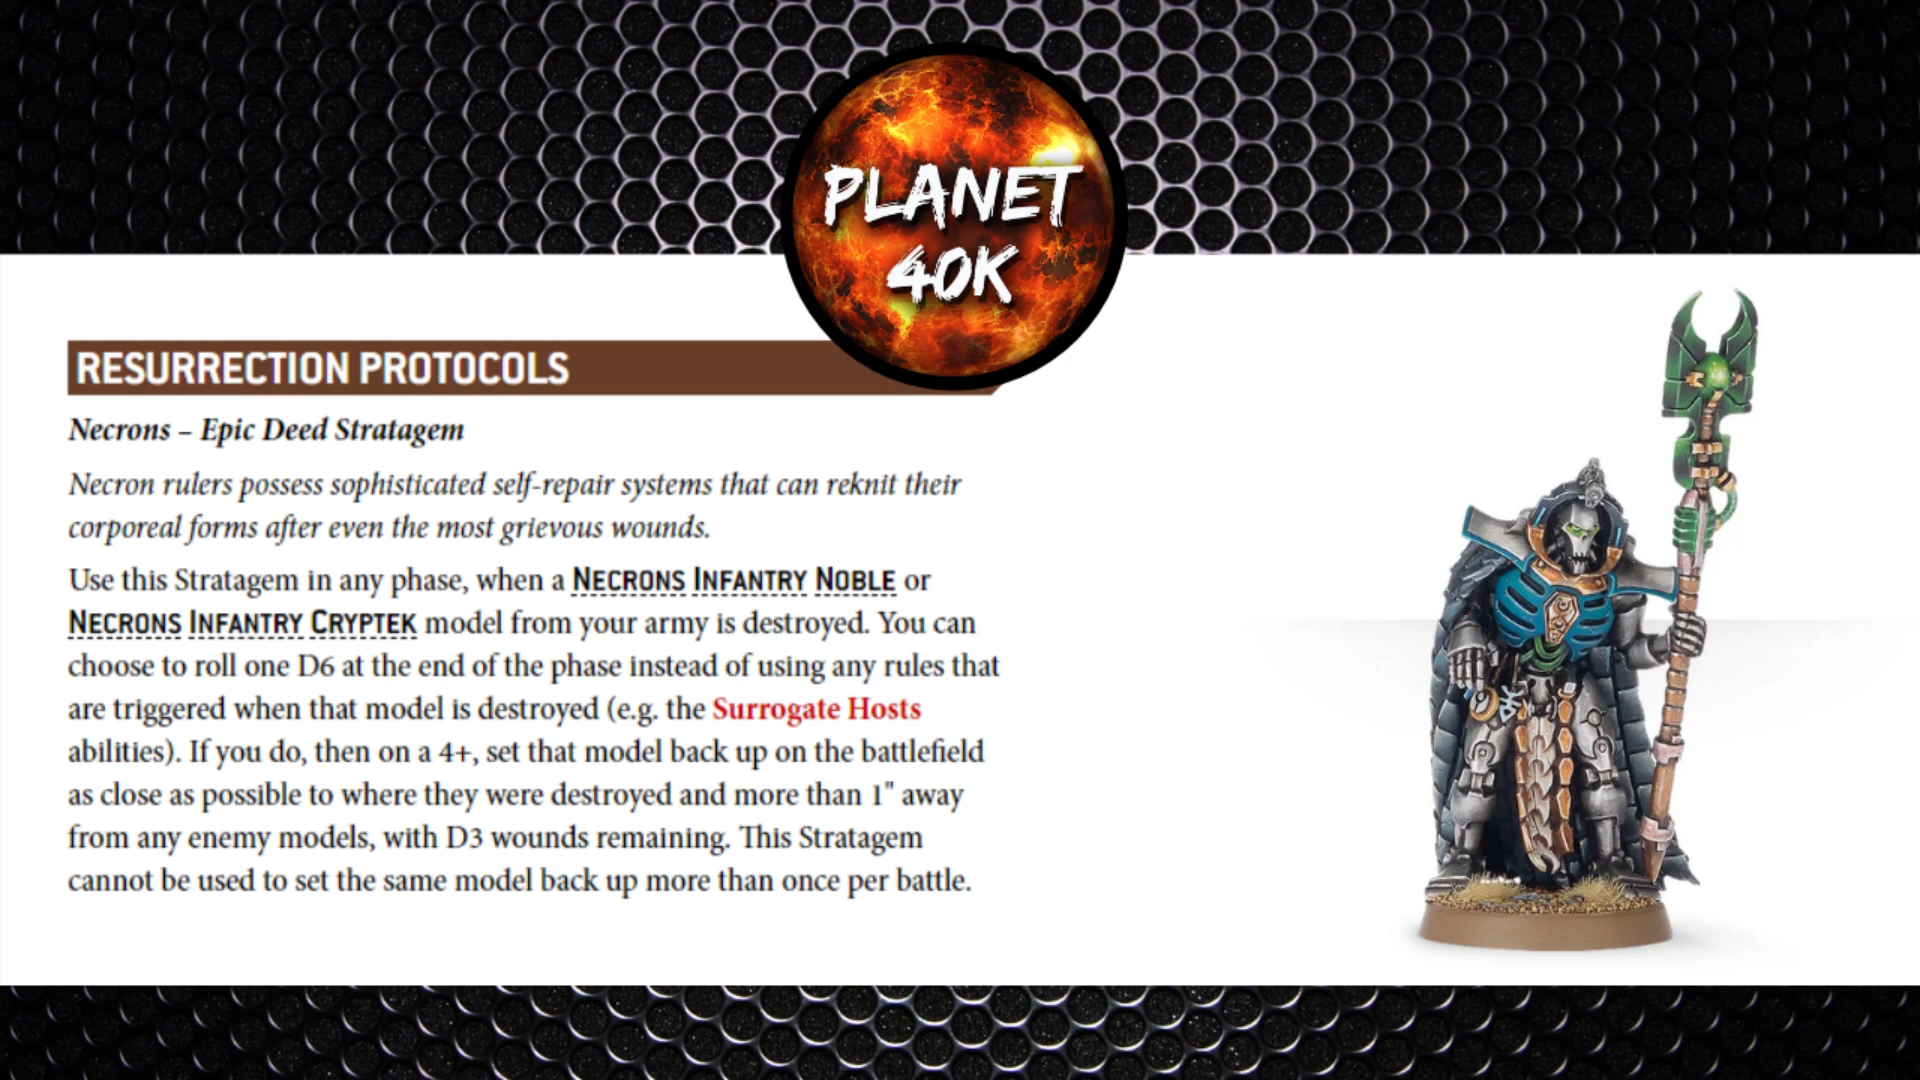 PLANET
40K
RESURRECTION PROTOCOLS
Necrons – Epic Deed Stratagem
Necron rulers possess sophisticated self-repair systems that can reknit their
corporeal forms after even the most grievous wounds.
Use this Stratagem in any phase, when a NECRONS INFANTRY NOBLE or
NECRONS INFANTRY CRYPTEK model from your army is destroyed. You can
choose to roll one D6 at the end of the phase instead of using any rules that
are triggered when that model is destroyed (e.g. the Surrogate Hosts
abilities). If you do, then on a 4+, set that model back up on the battlefield
as close as possible to where they were destroyed and more than 1" away
from any enemy models, with D3 wounds remaining. This Stratagem
cannot be used to set the same model back up more than once per battle.